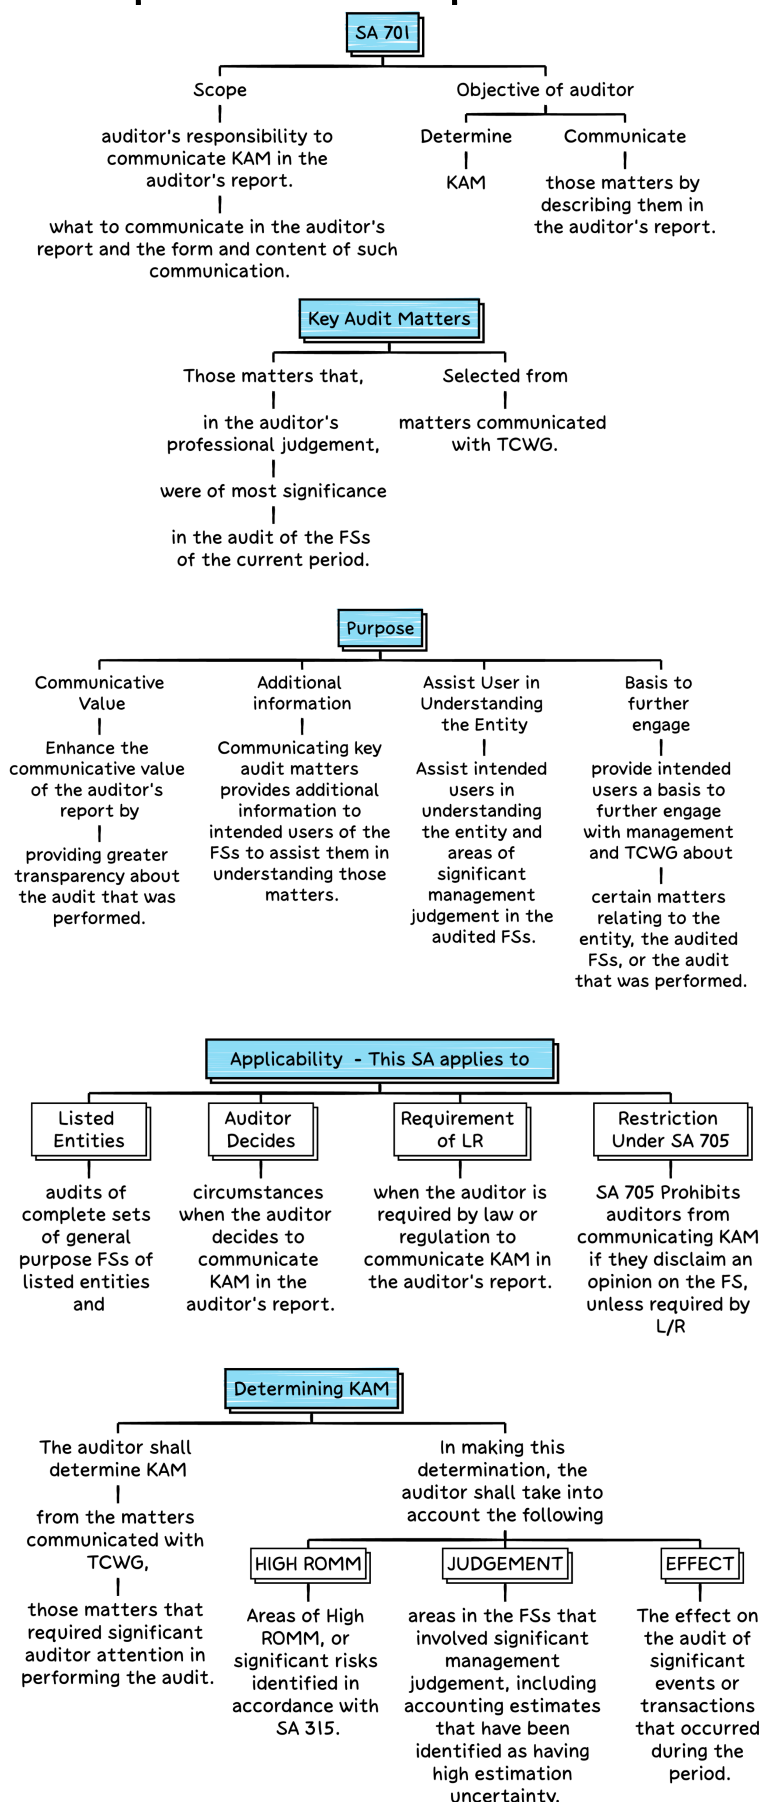 SA 701
Scope
auditor's responsibility to
communicate KAM in the
auditor's report.
what to communicate in the auditor's
report and the form and content of such
communication.
Objective of auditor
Determine
KAM
Communicate
those matters by
describing them in
the auditor's report.
Key Audit Matters
Those matters that,
in the auditor's
professional judgement,
were of most significance
in the audit of the FSs
of the current period.
Selected from
matters communicated
with TCWG.
Purpose
Communicative
Value
Enhance the
communicative value
of the auditor's
report by
providing greater
transparency about
the audit that was
performed.
Additional
information
Communicating key
audit matters
provides additional
information to
intended users of the
FSs to assist them in
understanding those
matters.
Assist User in
Understanding
the Entity
Assist intended
users in
understanding
the entity and
areas of
significant
management
judgement in the
audited FSs.
Basis to
further
engage
provide intended
users a basis to
further engage
with management
and TCWG about
certain matters
relating to the
entity, the audited
FSs, or the audit
that was performed.
Applicability - This SA applies to
Listed
Entities
audits of
complete sets
of general
purpose FSs of
listed entities
and
Auditor
Decides
circumstances
when the auditor
decides to
communicate
KAM in the
auditor's report.
Requirement
of LR
when the auditor is
required by law or
regulation to
communicate KAM in
the auditor's report.
Restriction
Under SA 705
SA 705 Prohibits
auditors from
communicating KAM
if they disclaim an
opinion on the FS,
unless required by
L/R
Determining KAM
The auditor shall
determine KAM
from the matters
communicated with
TCWG,
those matters that
required significant
auditor attention in
performing the audit.
In making this
determination, the
auditor shall take into
account the following
HIGH ROMM
Areas of High
ROMM, or
significant risks
identified in
accordance with
SA 315.
JUDGEMENT
areas in the FSs that
involved significant
management
judgement, including
accounting estimates
that have been
identified as having
high estimation
uncertainty.
EFFECT
The effect on
the audit of
significant
events or
transactions
that occurred
during the
period.